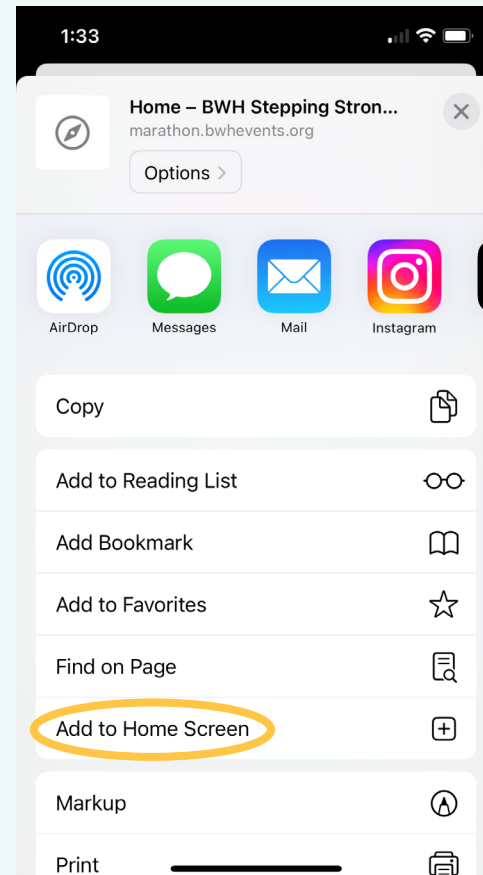 1:33
Home – BWH Stepping Stron...
marathon.bwhevents.org
Options
AirDrop
Messages
Mail
Instagram
Copy
Add to Reading List
Add Bookmark
Add to Favorites
Find on Page
Add to Home Screen
Markup
Print